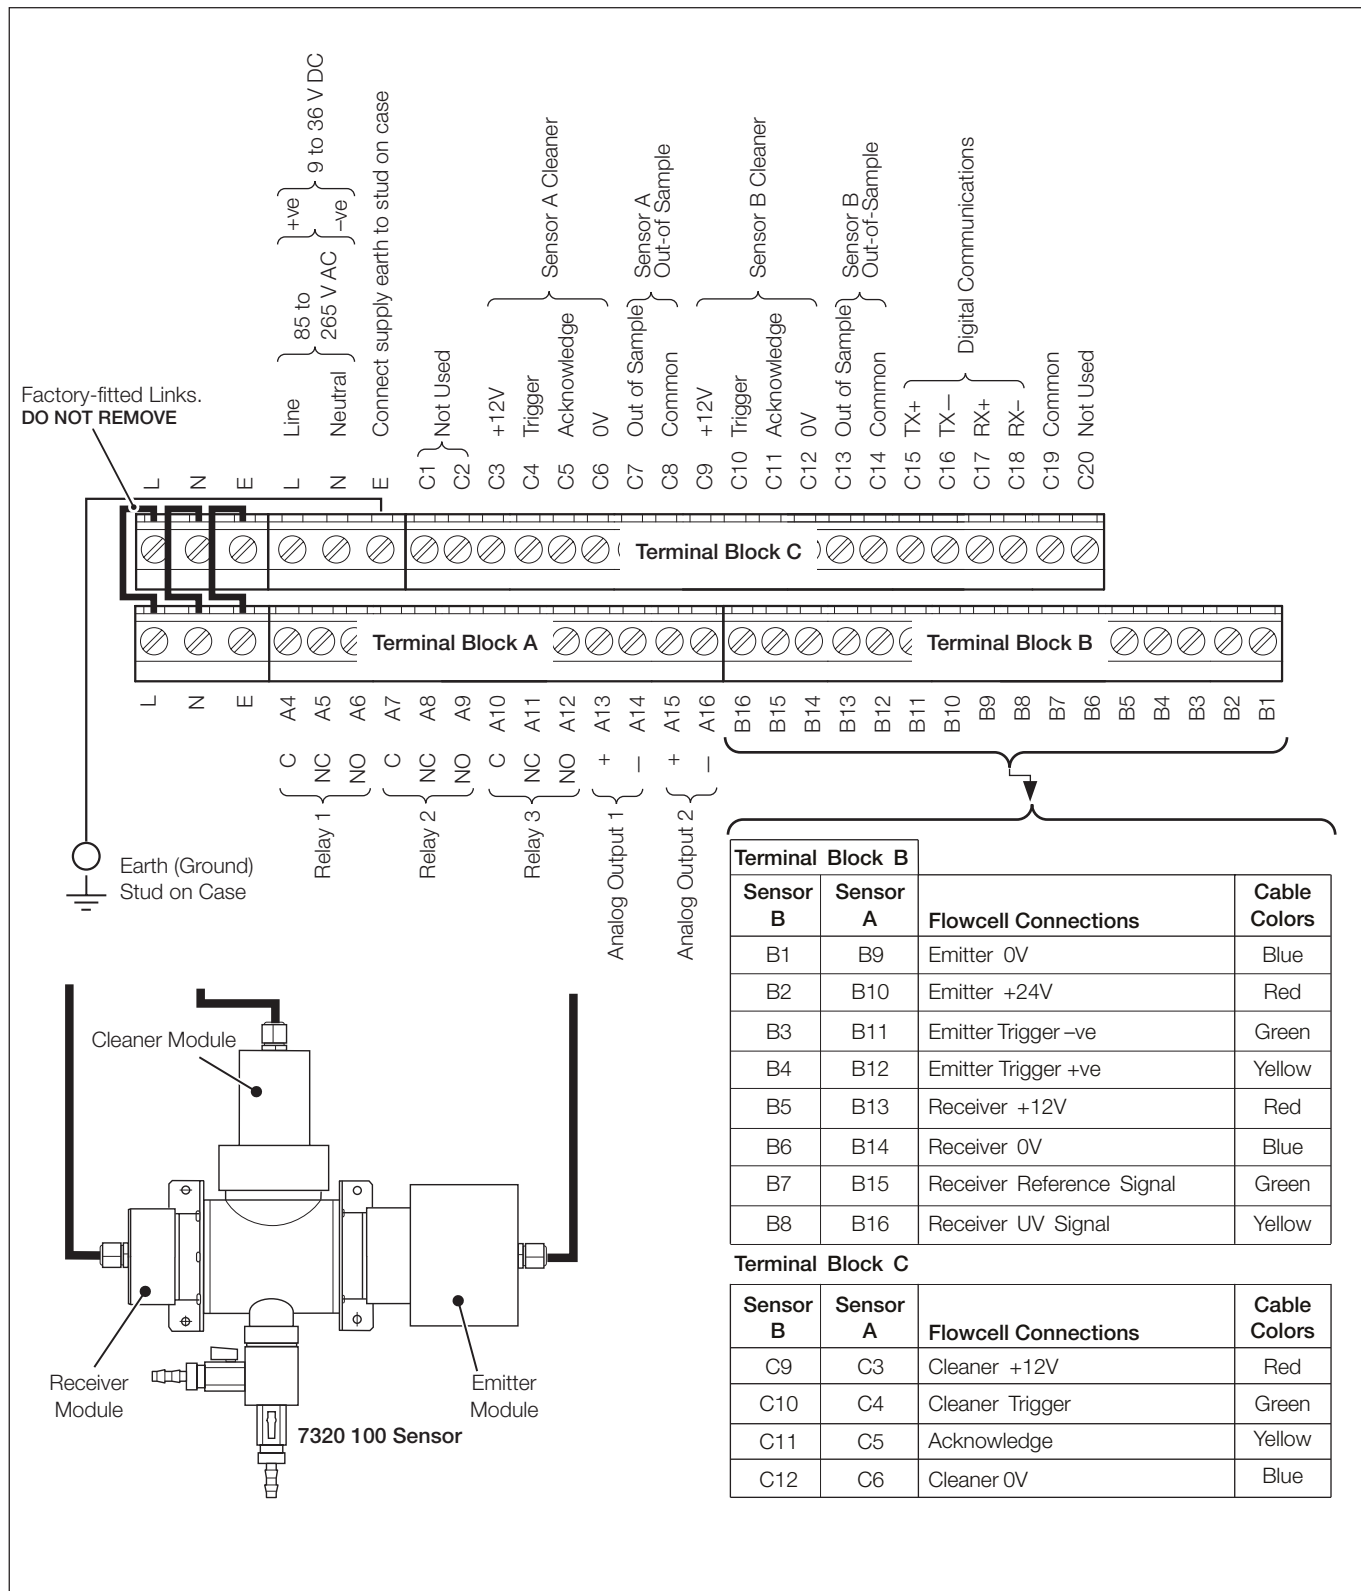 9 to 36 V DC
+ve
–ve
85 to
265 V AC
Line
Neutral
Connect supply earth to stud on case
Sensor A Cleaner
Sensor A
Out-of Sample
Sensor B Cleaner
Sensor B
Out-of-Sample
Digital Communications
Factory-fitted Links.
DO NOT REMOVE
L
N
E
L
N
E
C1
C2
Not Used
C3 +12V
C4 Trigger
C5 Acknowledge
C6 0V
C7 Out of Sample
C8 Common
C9 +12V
C10 Trigger
C11 Acknowledge
C12 0V
C13 Out of Sample
C14 Common
C15 TX+
C16 TX—
C17 RX+
C18 RX–
C19 Common
C20 Not Used
Terminal Block C
Terminal Block A
Terminal Block B
L
N
E
A4 C
A5 NC
A6 NO
Relay 1
A7 C
A8 NC
A9 NO
Relay 2
A10 C
A11 NC
A12 NO
Relay 3
A13 +
A14 —
Analog Output 1
A15 +
A16 —
Analog Output 2
B16
B15
B14
B13
B12
B11
B10
B9
B8
B7
B6
B5
B4
B3
B2
B1
Earth (Ground)
Stud on Case
Terminal Block B
Sensor B Sensor A Flowcell Connections Cable Colors
B1 B9 Emitter 0V Blue
B2 B10 Emitter +24V Red
B3 B11 Emitter Trigger –ve Green
B4 B12 Emitter Trigger +ve Yellow
B5 B13 Receiver +12V Red
B6 B14 Receiver 0V Blue
B7 B15 Receiver Reference Signal Green
B8 B16 Receiver UV Signal Yellow
Terminal Block C
Sensor B Sensor A Flowcell Connections Cable Colors
C9 C3 Cleaner +12V Red
C10 C4 Cleaner Trigger Green
C11 C5 Acknowledge Yellow
C12 C6 Cleaner 0V Blue
Cleaner Module
Receiver
Module
Emitter
Module
7320 100 Sensor